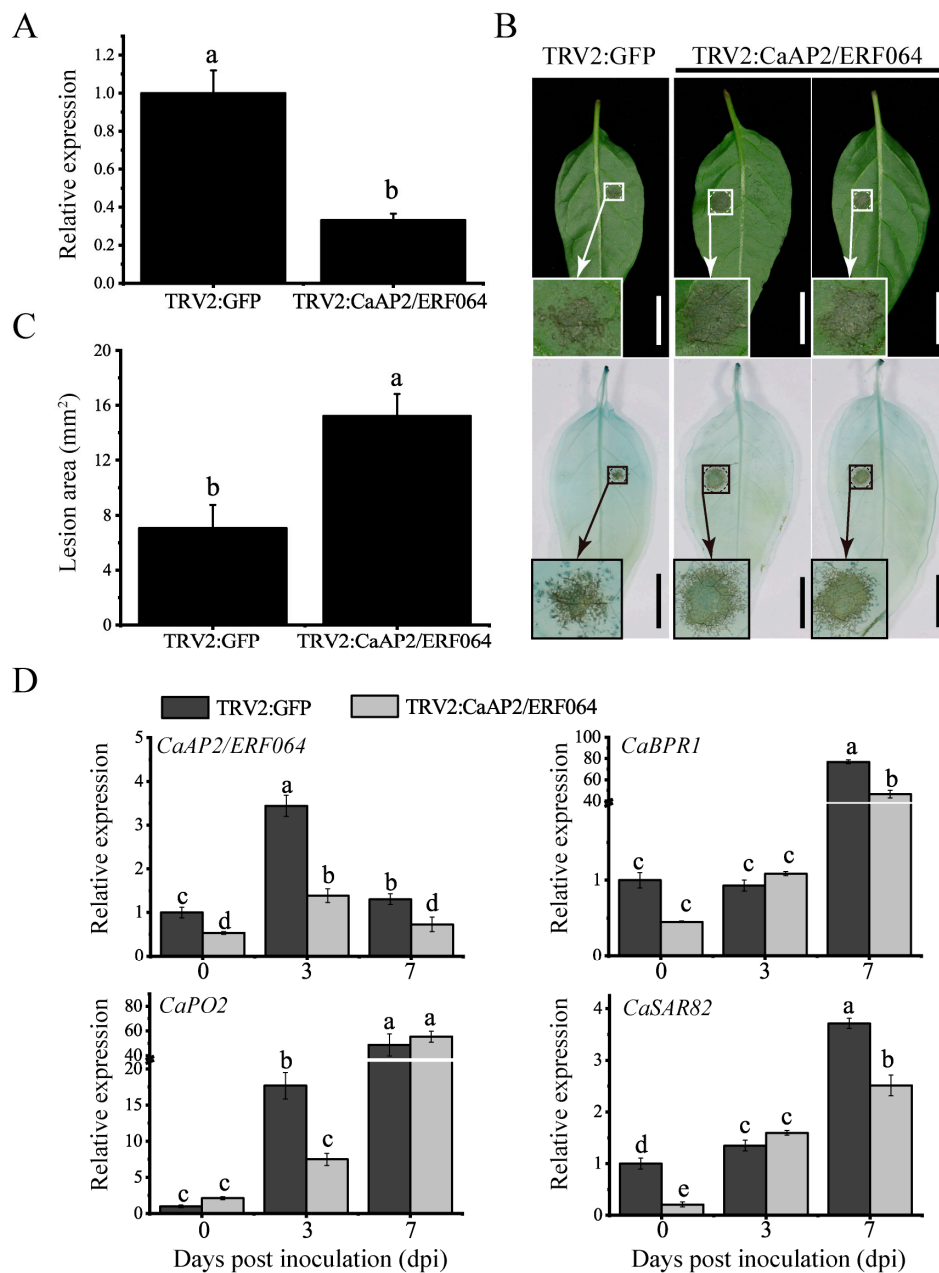 A
Relative expression
1.2
1.0
0.8
0.6
0.4
0.2
0.0
a
b
TRV2:GFP
TRV2:CaAP2/ERF064
B
TRV2:GFP
TRV2:CaAP2/ERF064
C
Lesion area (mm²)
20
16
12
8
4
0
b
a
TRV2:GFP
TRV2:CaAP2/ERF064
D
TRV2:GFP
TRV2:CaAP2/ERF064
CaAP2/ERF064
Relative expression
5
4
3
2
1
0
c
d
a
b
b
d
0
3
7
CaBPR1
Relative expression
100
80
60
40
1
0
c
c
c
c
a
b
0
3
7
CaPO2
Relative expression
80
60
40
20
15
10
5
0
c
c
b
c
a
a
0
3
7
Days post inoculation (dpi)
CaSAR82
Relative expression
4
3
2
1
0
d
e
c
c
a
b
0
3
7
Days post inoculation (dpi)